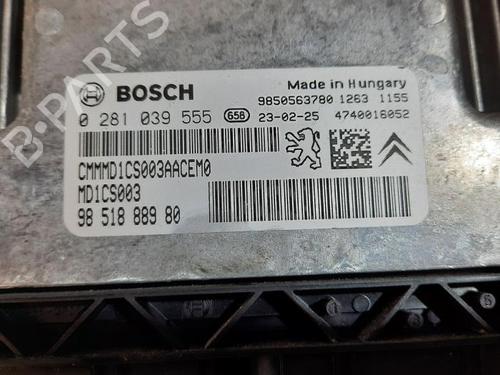 B-PARTS
BOSCH
Made in Hungary
9850563780 1263 1155
0 281 039 555 G58 23-02-25 4740016052
CMMMD1CS003AACEM0
MD1CS003
98 518 889 80